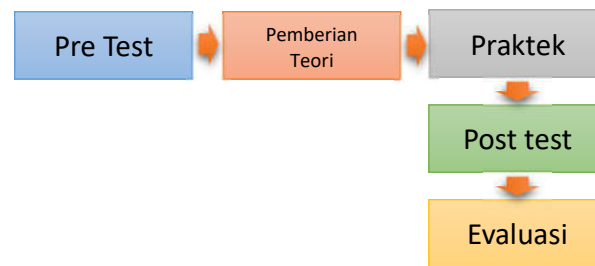 Pre Test
Pemberian
Teori
Praktek
Post test
Evaluasi